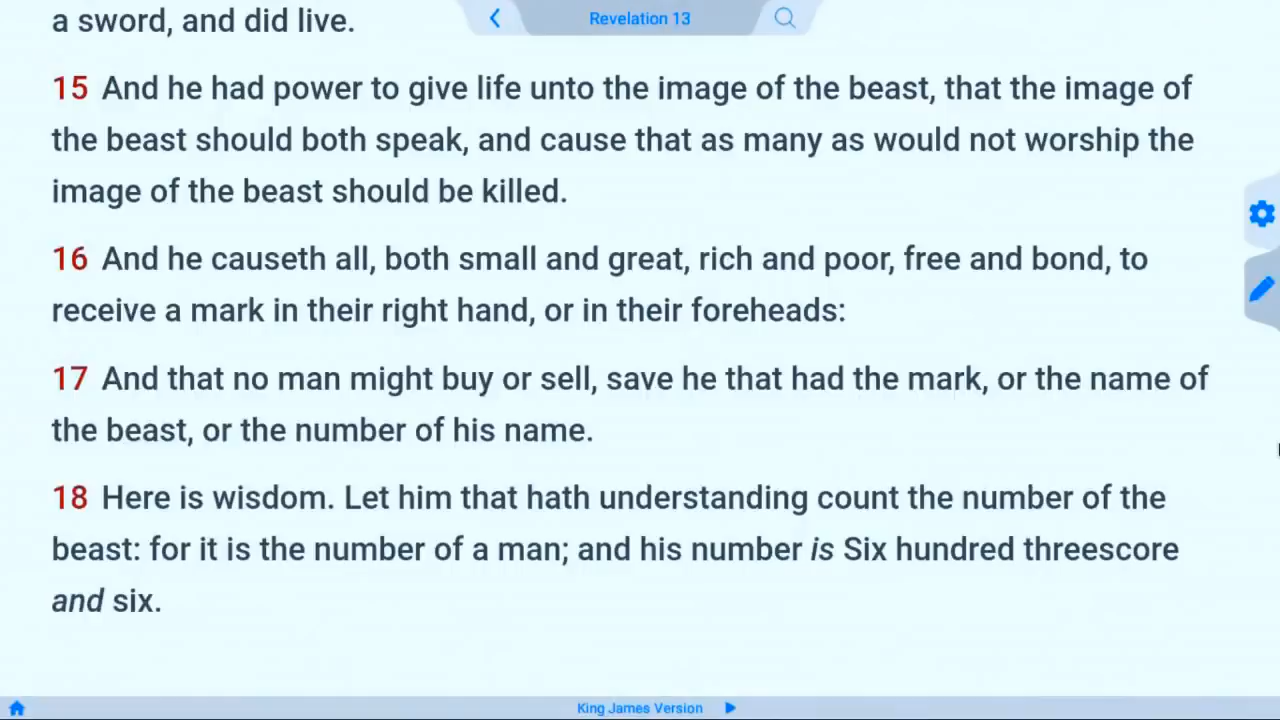 a sword, and did live.
Revelation 13
15 And he had power to give life unto the image of the beast, that the image of
the beast should both speak, and cause that as many as would not worship the
image of the beast should be killed.
16 And he causeth all, both small and great, rich and poor, free and bond, to
receive a mark in their right hand, or in their foreheads:
17 And that no man might buy or sell, save he that had the mark, or the name of
the beast, or the number of his name.
18 Here is wisdom. Let him that hath understanding count the number of the
beast: for it is the number of a man; and his number is Six hundred threescore
and six.
King James Version